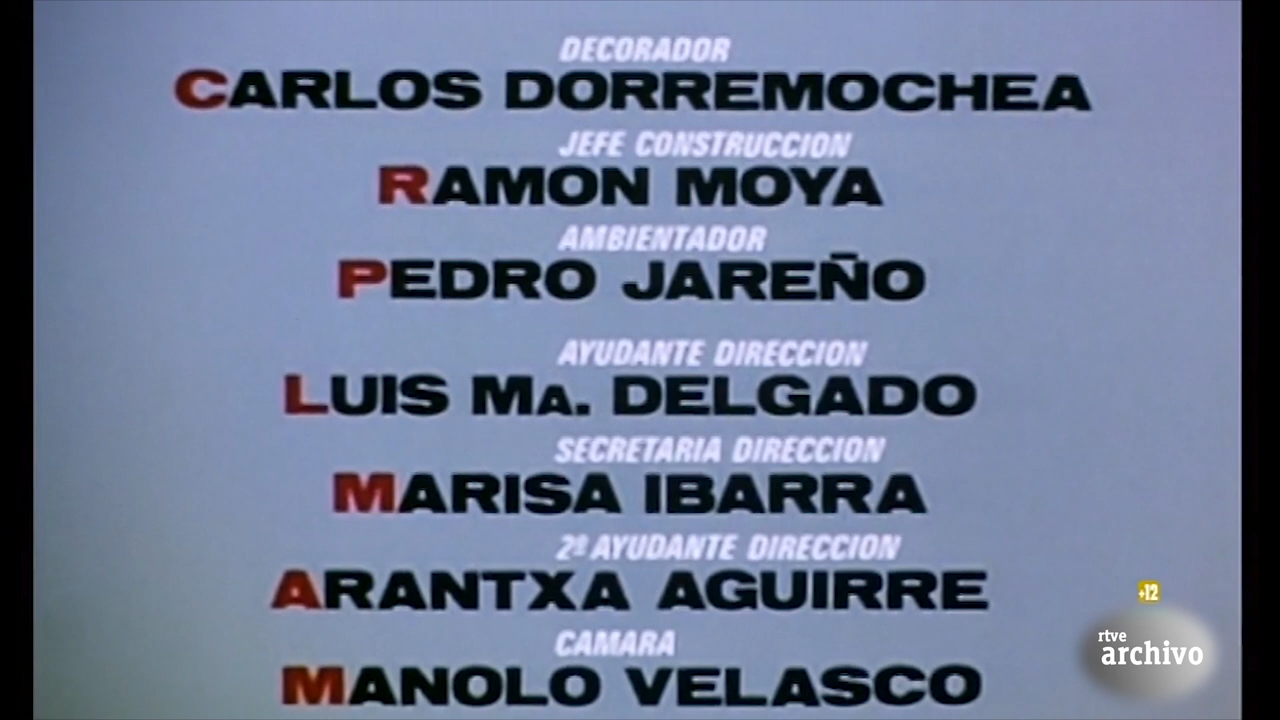 DECORADOR
CARLOS DORREMOCHEA
JEFE CONSTRUCCION
RAMON MOYA
AMBIENTADOR
PEDRO JAREÑO
AYUDANTE DIRECCION
LUIS Ma. DELGADO
SECRETARIA DIRECCION
MARISA IBARRA
2º AYUDANTE DIRECCION
ARANTXA AGUIRRE
CAMARA
MANOLO VELASCO
+12
rtve
archivo